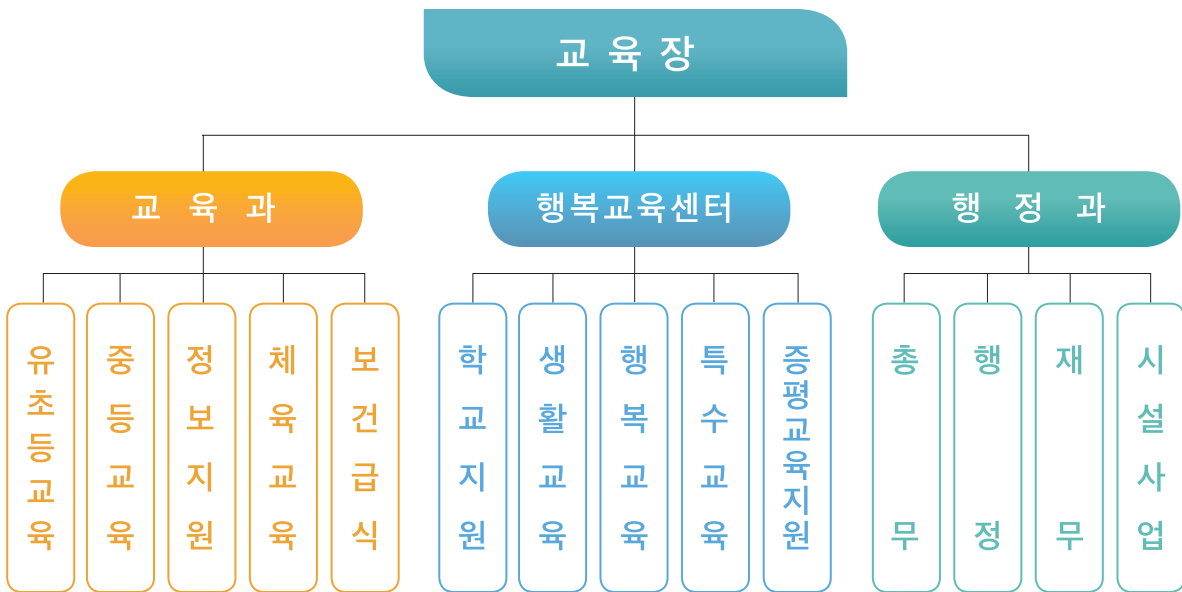 교 육 장
교 육 과
행복교육센터
행 정 과
유초등교육
중등교육
정보지원
체육교육
보건급식
학교지원
생활교육
행복교육
특수교육
증평교육지원
총무
행정
재무
시설사업